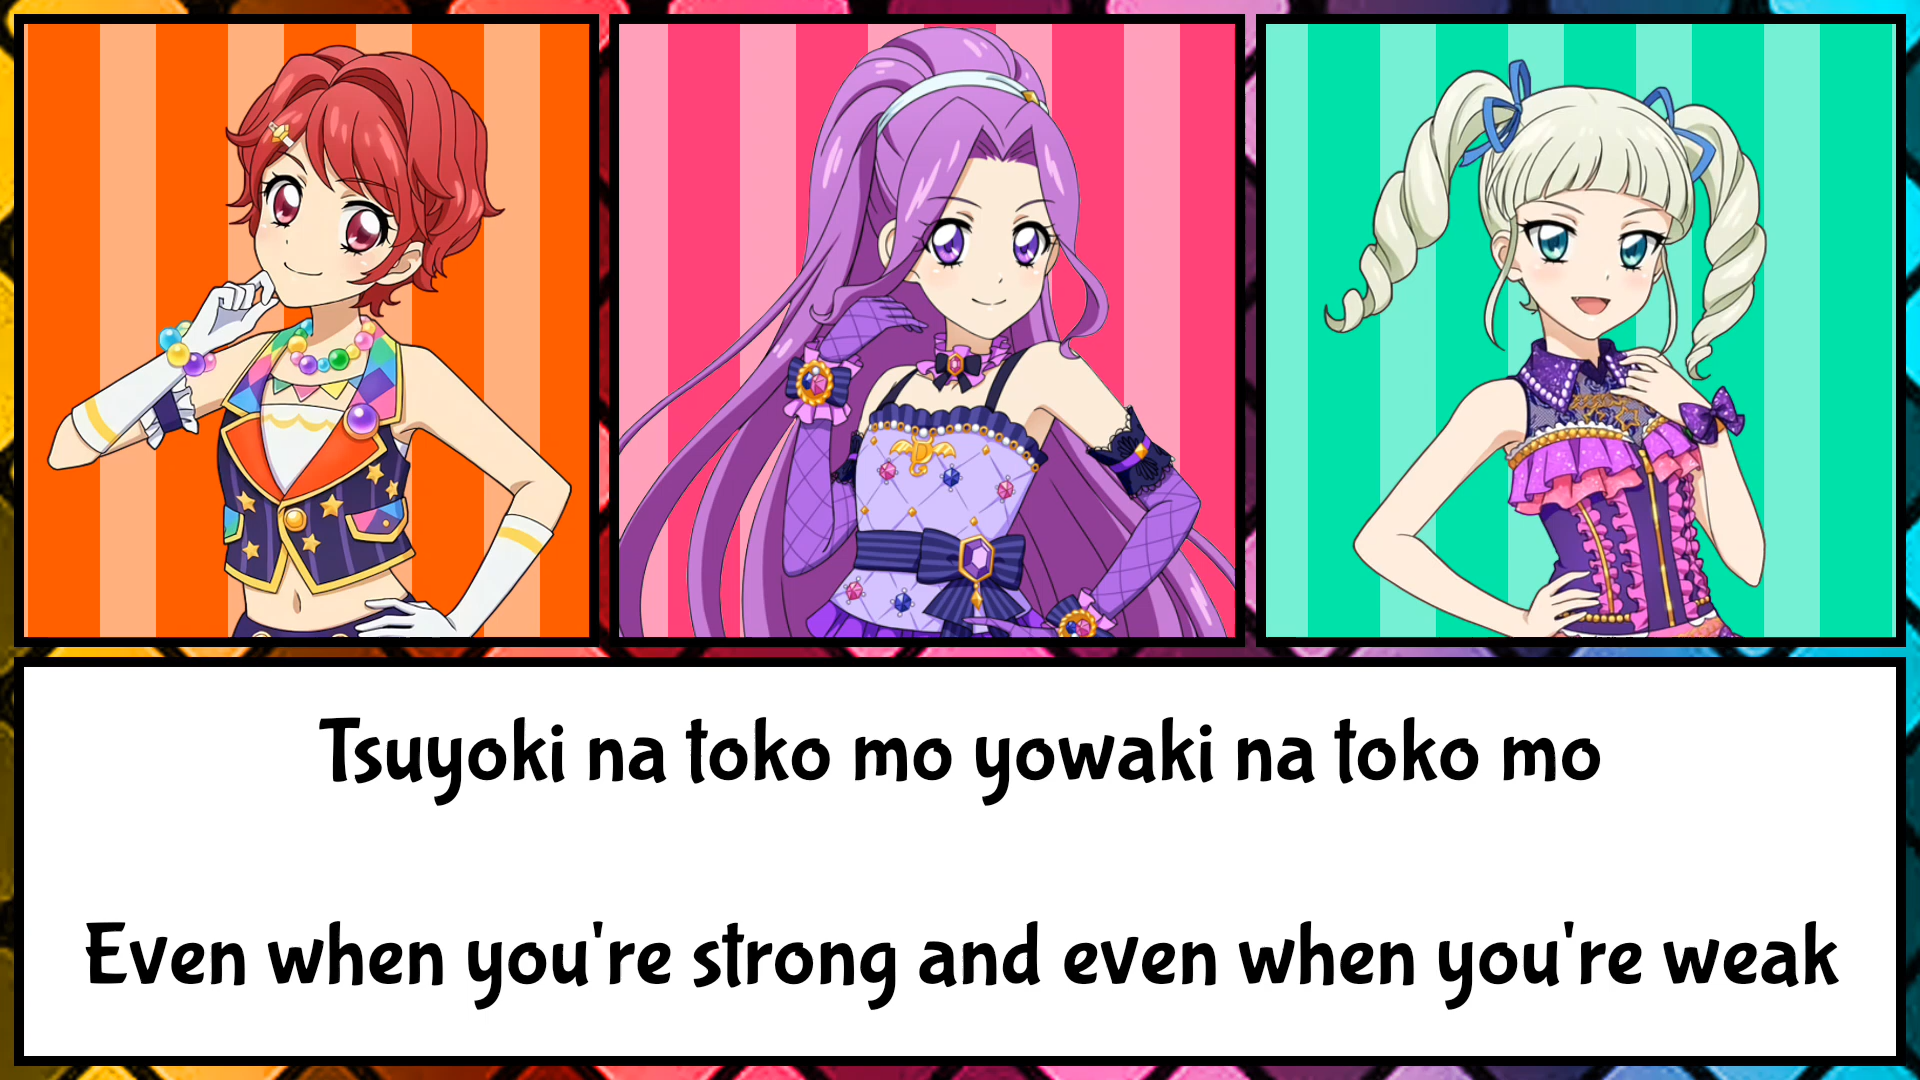 Tsuyoki na toko mo yowaki na toko mo
Even when you're strong and even when you're weak